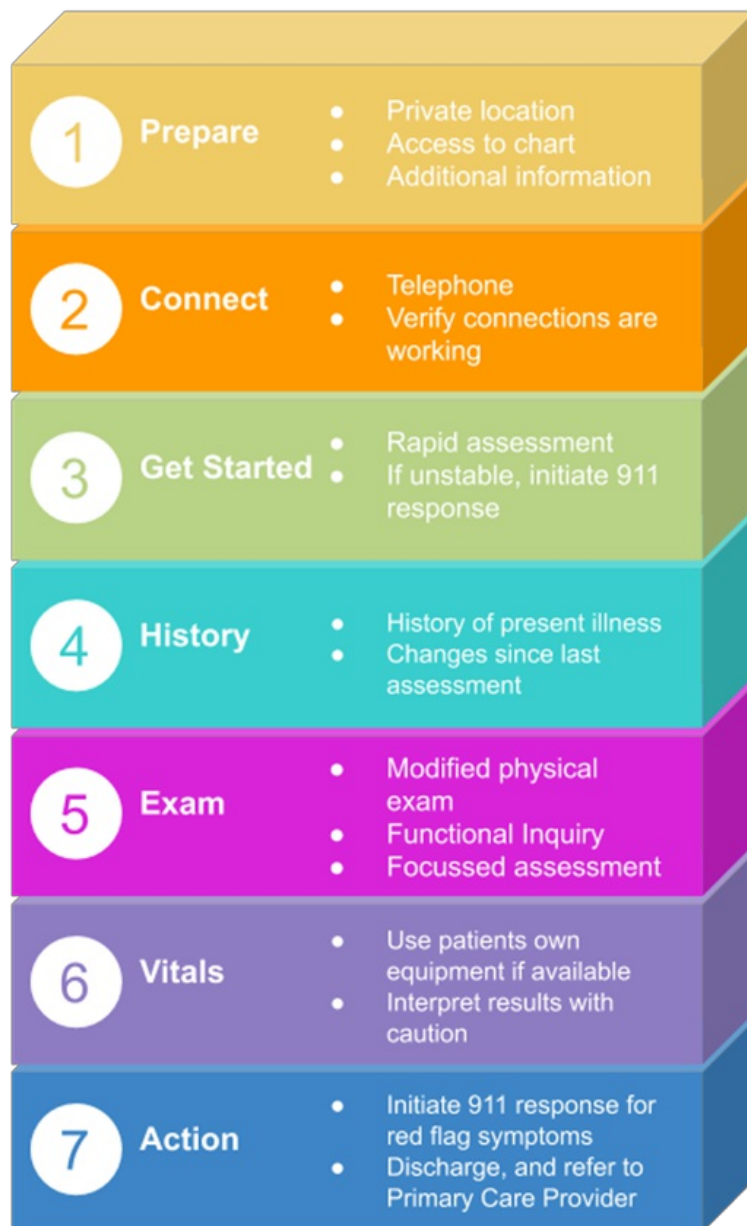 1
Prepare
● Private location
● Access to chart
● Additional information
2
Connect
● Telephone
● Verify connections are
working
3
Get Started
● Rapid assessment
● If unstable, initiate 911
response
4
History
● History of present illness
● Changes since last
assessment
5
Exam
● Modified physical
exam
● Functional Inquiry
● Focussed assessment
6
Vitals
● Use patients own
equipment if available
● Interpret results with
caution
7
Action
● Initiate 911 response for
red flag symptoms
● Discharge, and refer to
Primary Care Provider